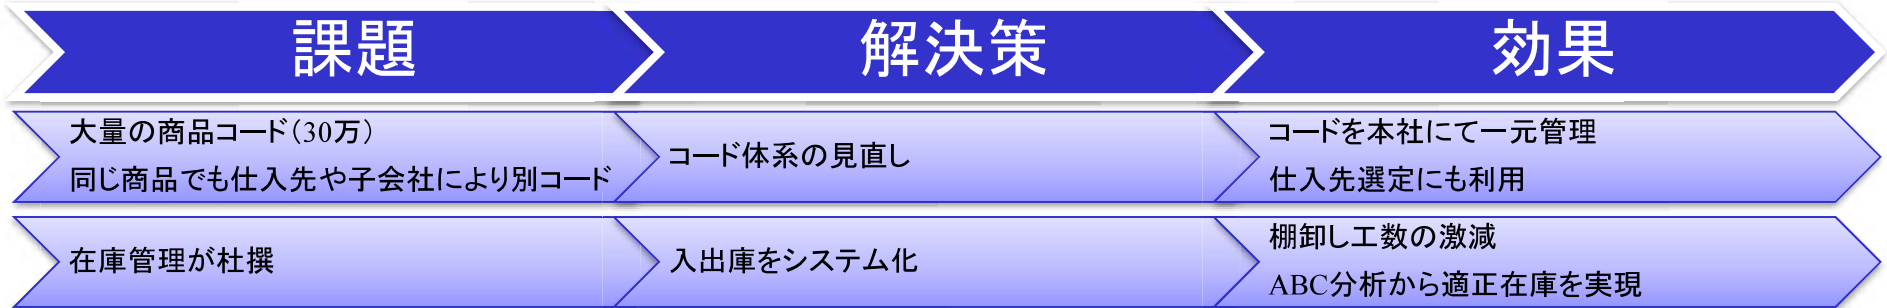 課題
解決策
効果
大量の商品コード（30万）
同じ商品でも仕入先や子会社により別コード
コード体系の見直し
コードを本社にて一元管理
仕入先選定にも利用
在庫管理が杜撰
入出庫をシステム化
棚卸し工数の激減
ABC分析から適正在庫を実現